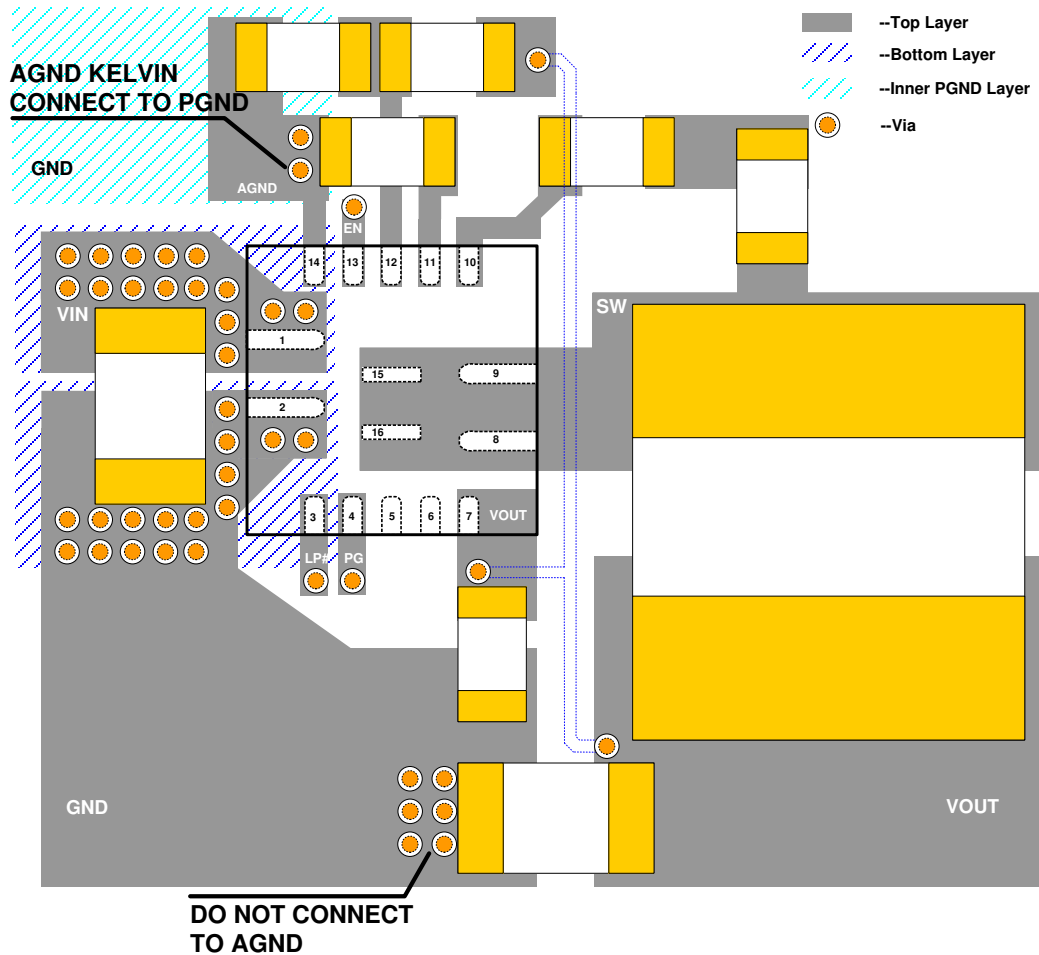 --Top Layer
--Bottom Layer
--Inner PGND Layer
--Via
AGND KELVIN
CONNECT TO PGND
GND
AGND
EN
14
13
12
11
10
VIN
SW
1
2
15
9
16
8
3
4
5
6
7
VOUT
LP#
PG
GND
VOUT
DO NOT CONNECT
TO AGND